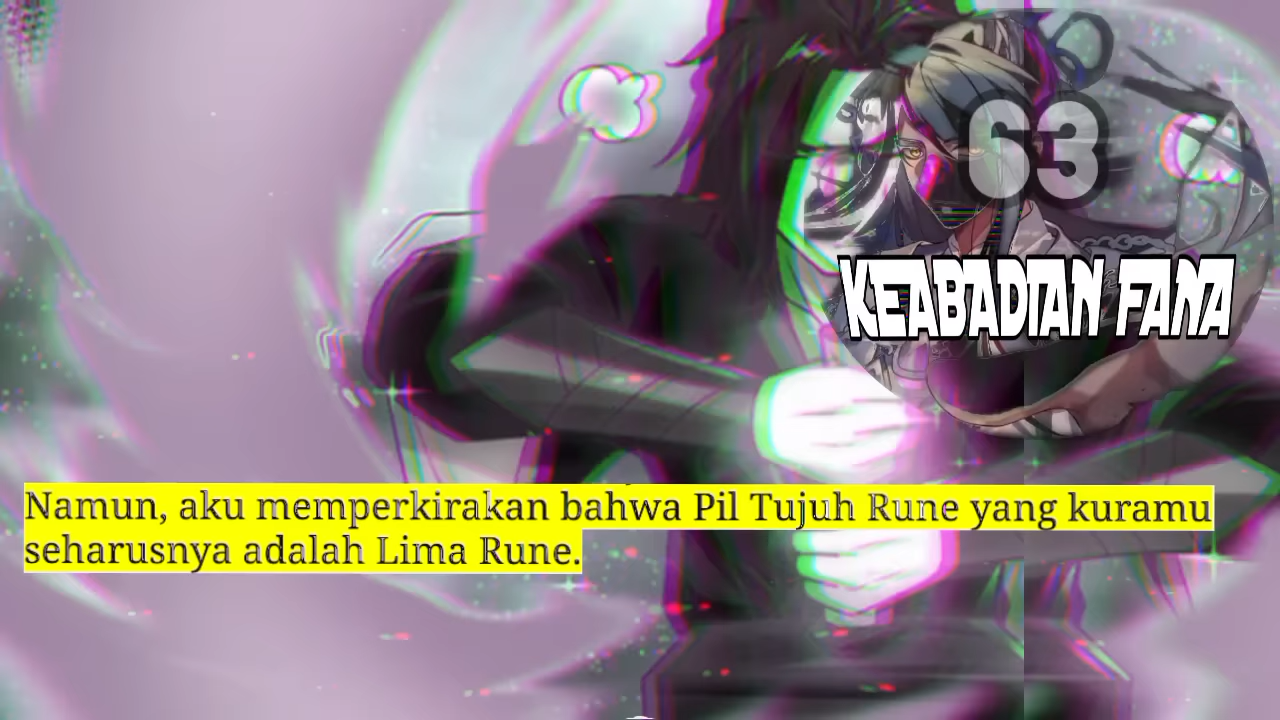 63
KEABADIAN FANA
Namun, aku memperkirakan bahwa Pil Tujuh Rune yang kuramu
seharusnya adalah Lima Rune.